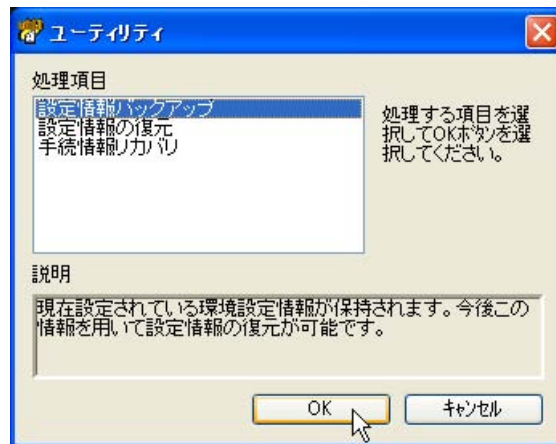 ユーティリティ
処理項目
設定情報バックアップ
設定情報の復元
手続情報リカバリ
処理する項目を選
択してOKボタンを選
択してください。
説明
現在設定されている環境設定情報が保持されます。今後この
情報を用いて設定情報の復元が可能です。
OK
キャンセル